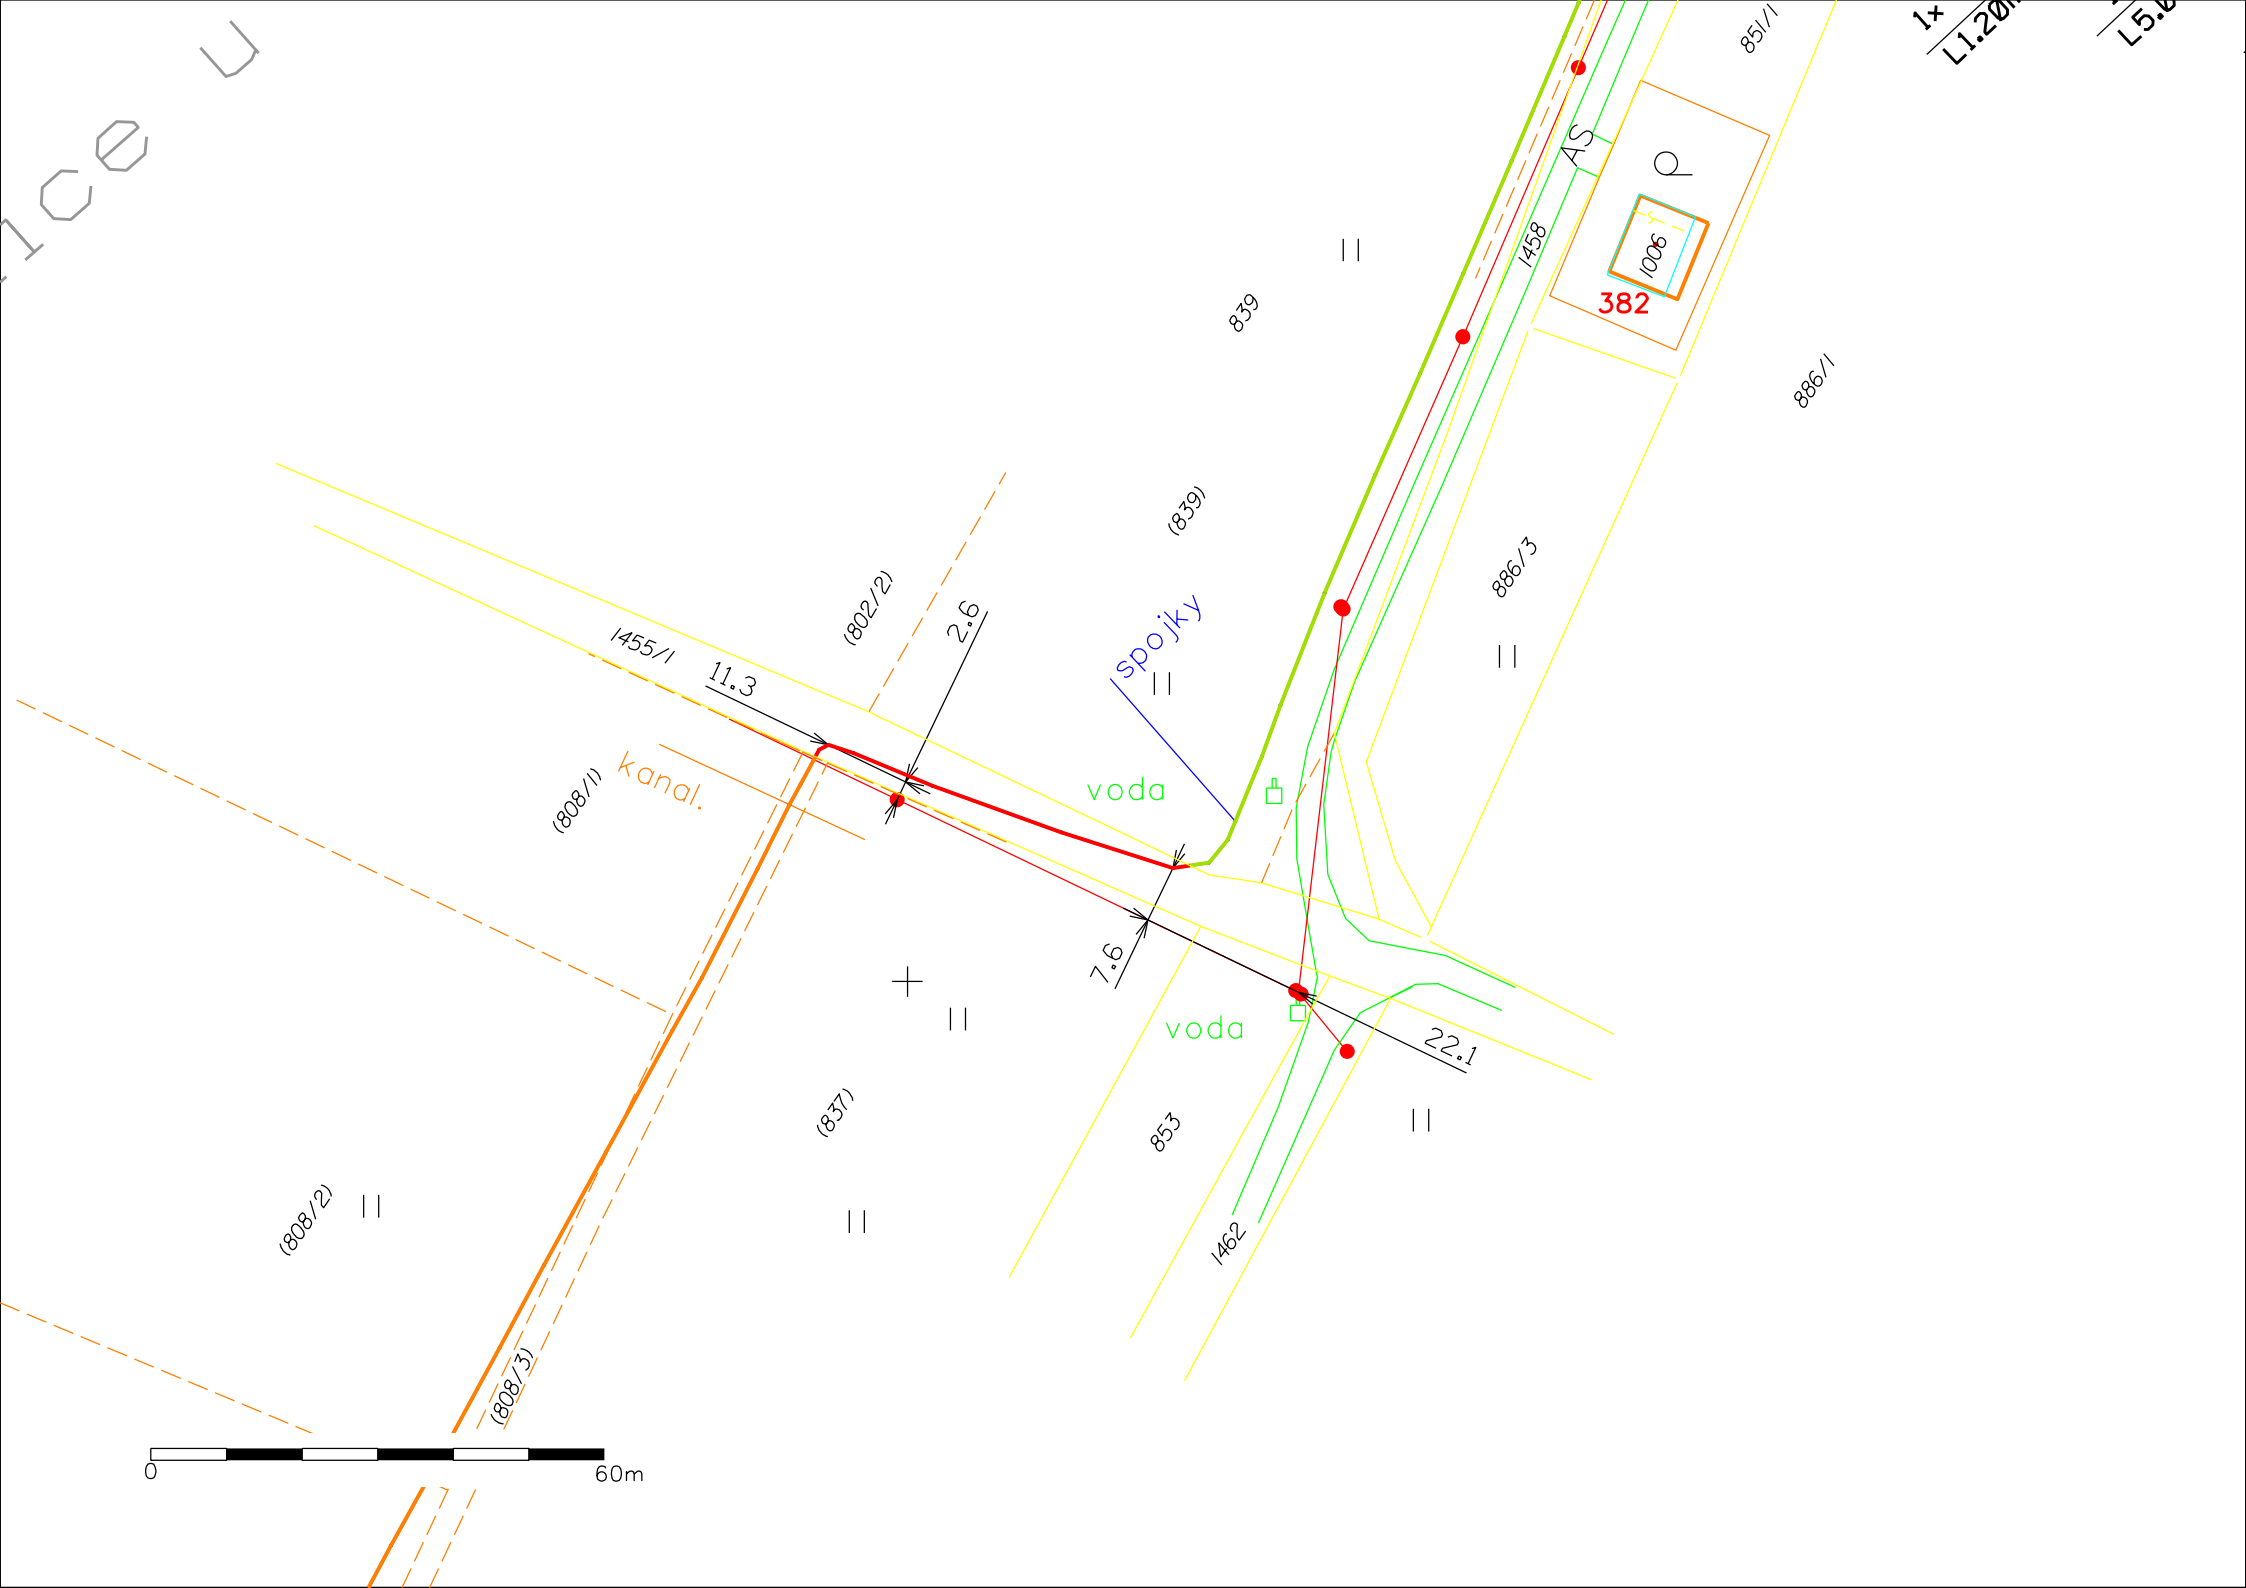 u
ce
1x
L1.20
L5.0
851/1
AS
p
1458
1006
382
839
886/1
(839)
886/3
(802/2)
2.6
spojky
1455/1
11.3
kanal.
(808/1)
voda
7.6
voda
22.1
(837)
853
(808/2)
1462
(808/3)
0
60m